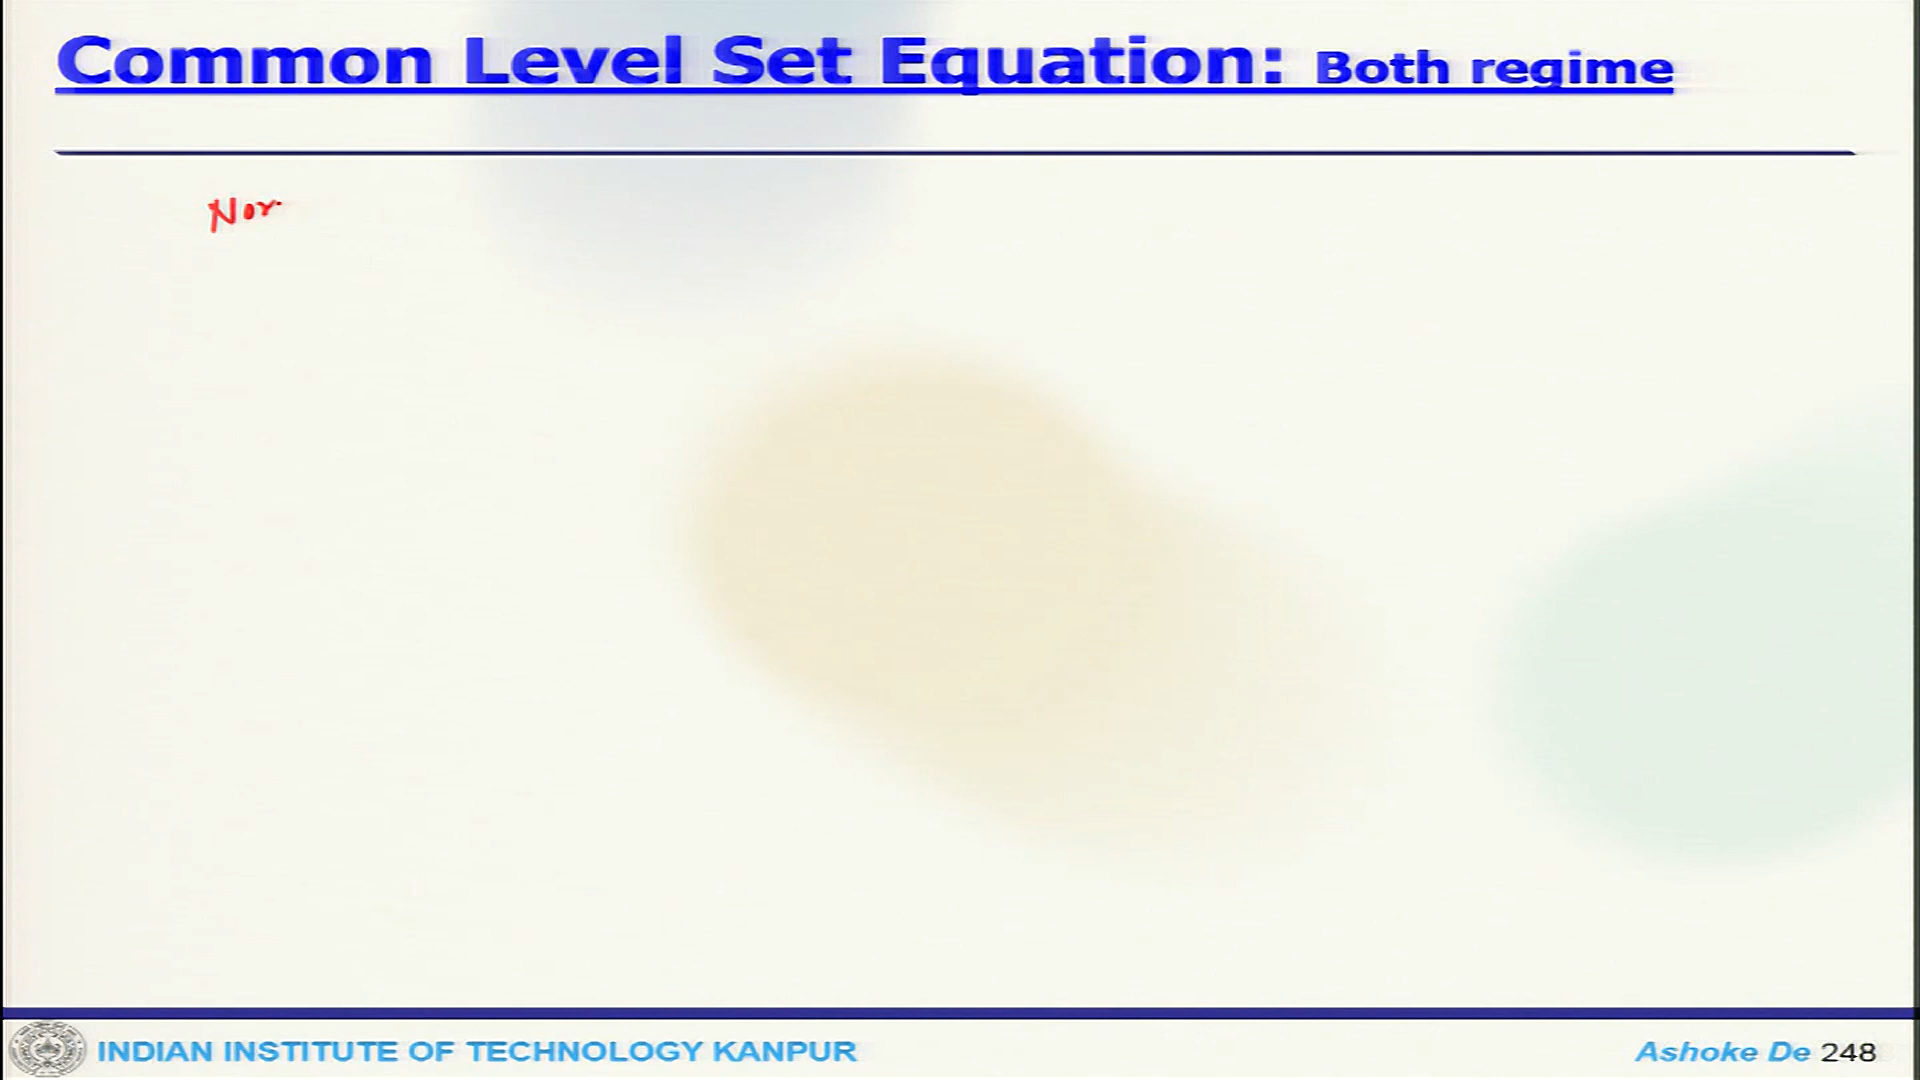 Common Level Set Equation: Both regime
Nor
INDIAN INSTITUTE OF TECHNOLOGY KANPUR
Ashoke De 248